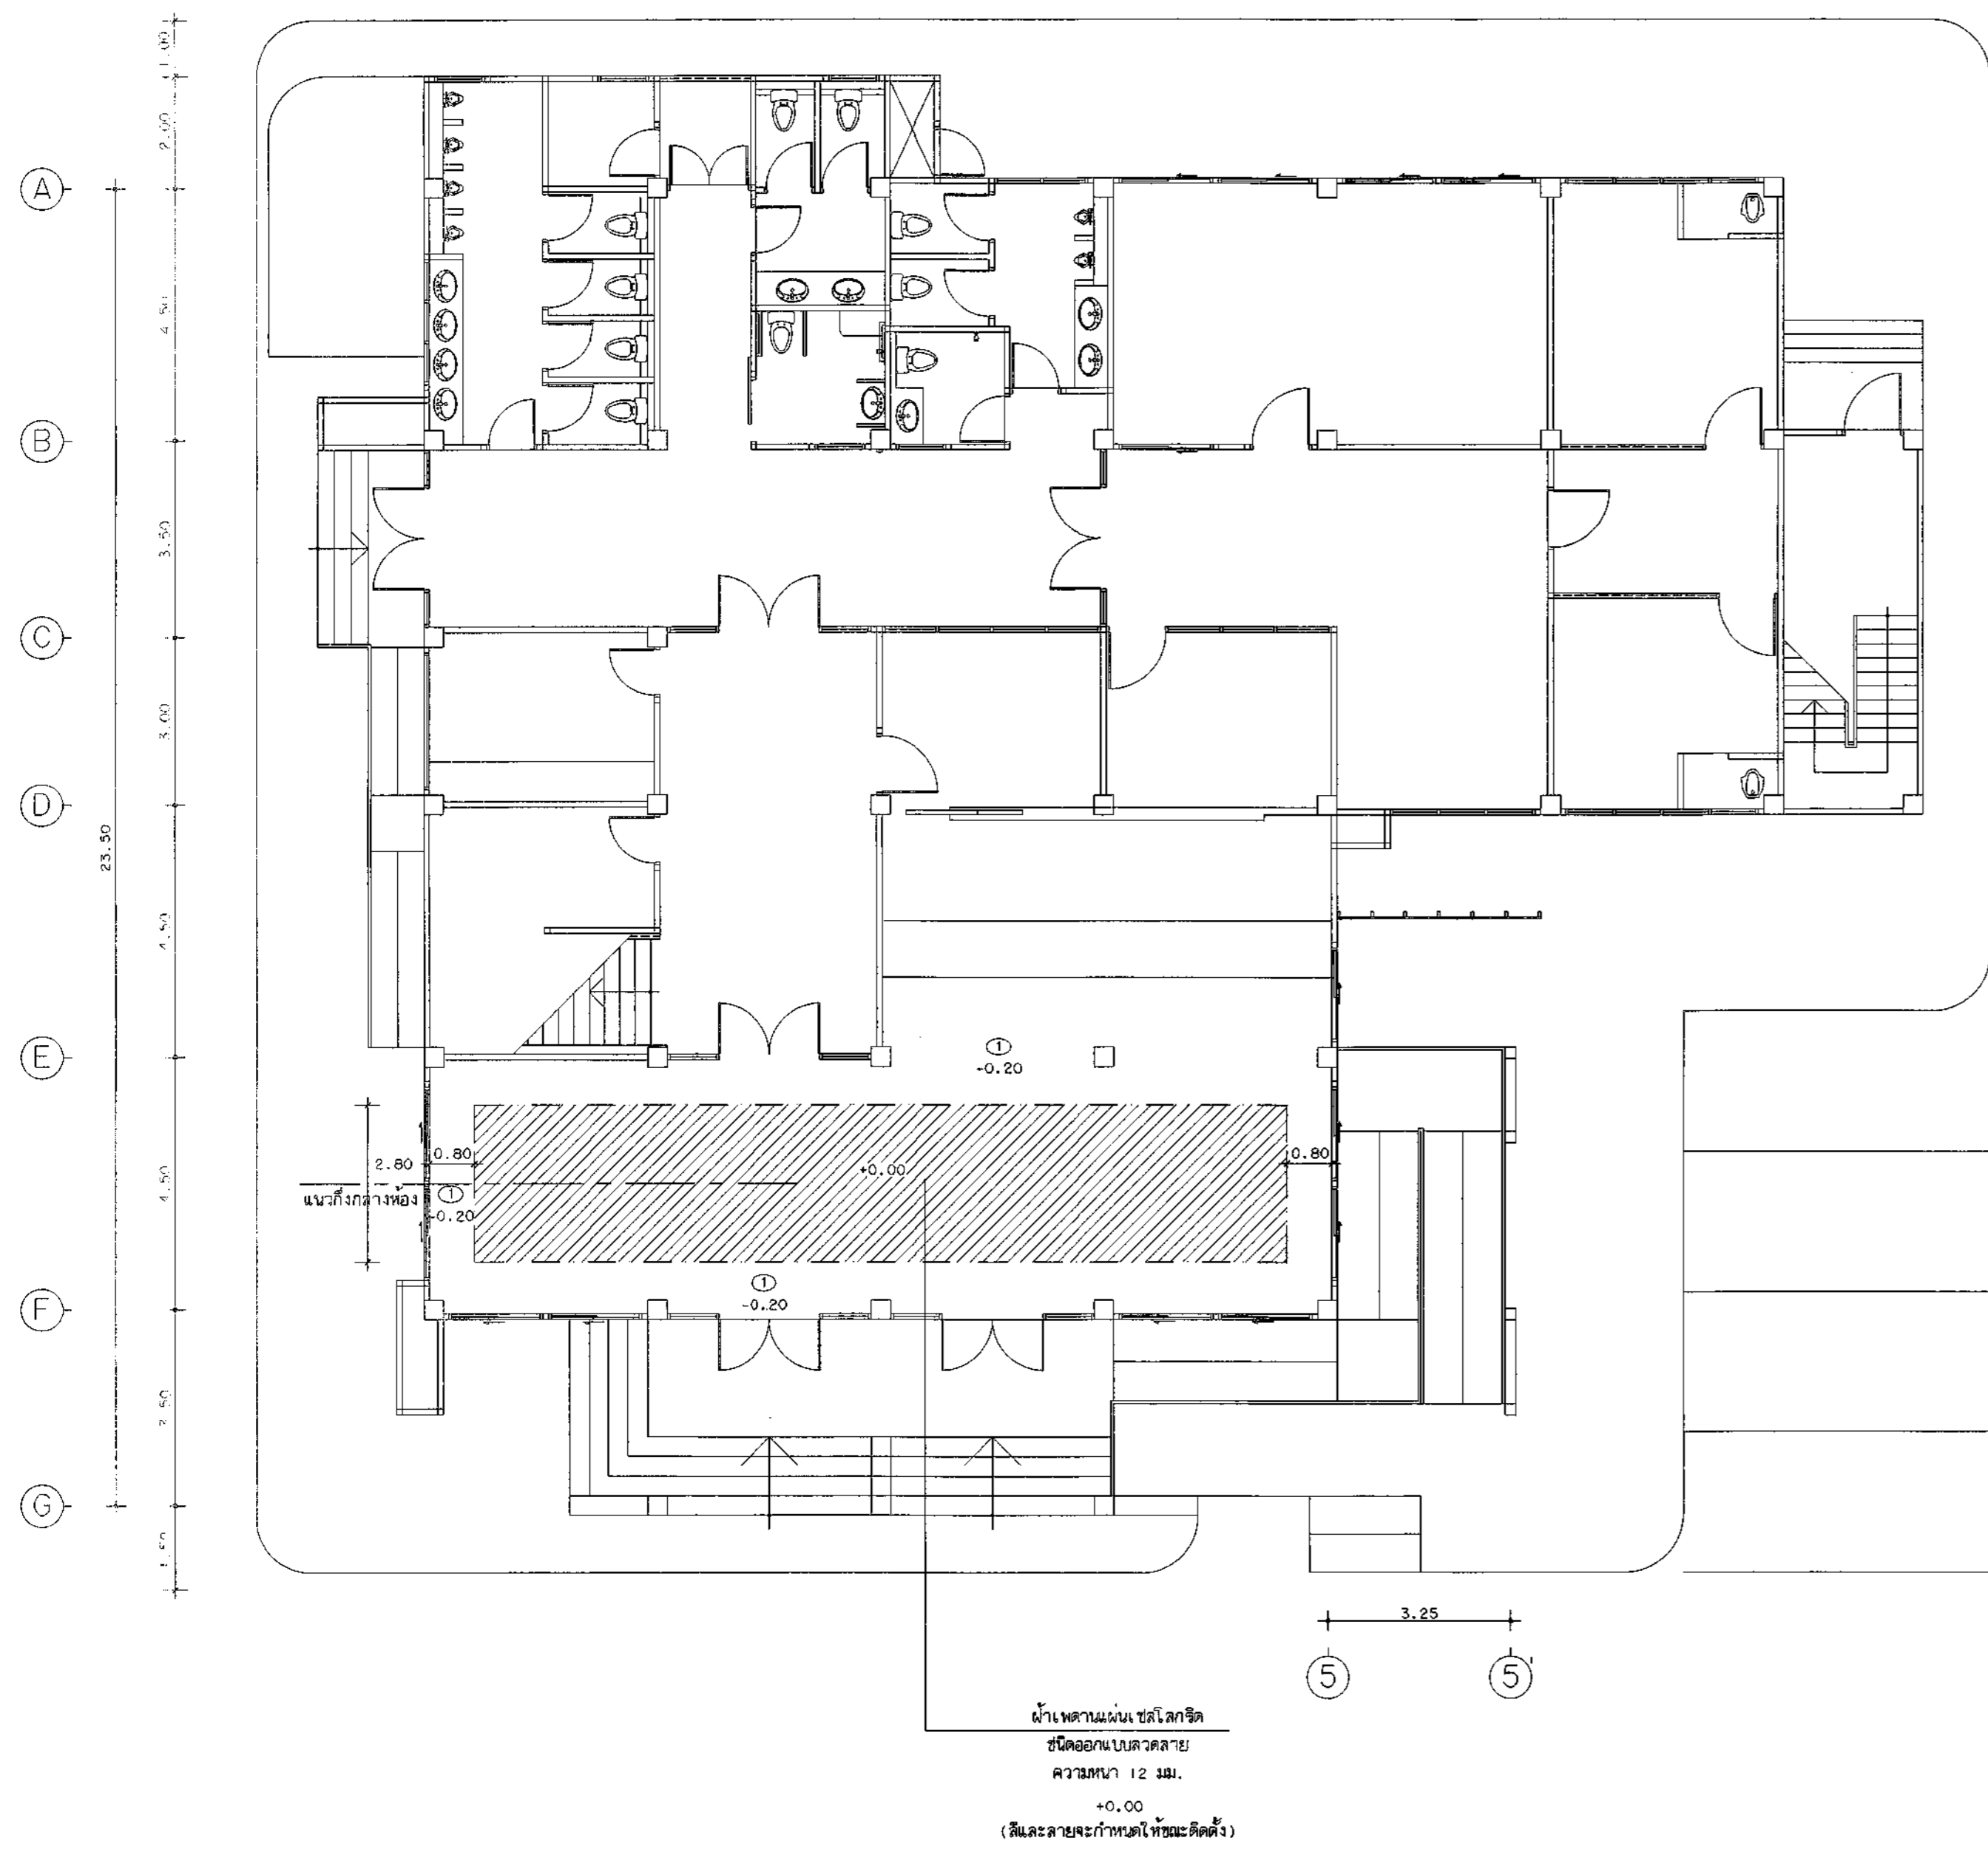 1.00
2.00
A
4.50
B
3.50
C
3.00
D
23.50
4.50
E
1
-0.20
2.80
0.80
+0.00
0.80
4.50
แนวกึ่งกลางห้อง
1
-0.20
1
-0.20
F
3.50
G
1.50
3.25
5
5'
ฝ้าเพดานแผ่นเซลโลกรีต
ชนิดออกแบบลวดลาย
ความหนา 12 มม.
+0.00
(สีและลายจะกำหนดให้ขณะติดตั้ง)